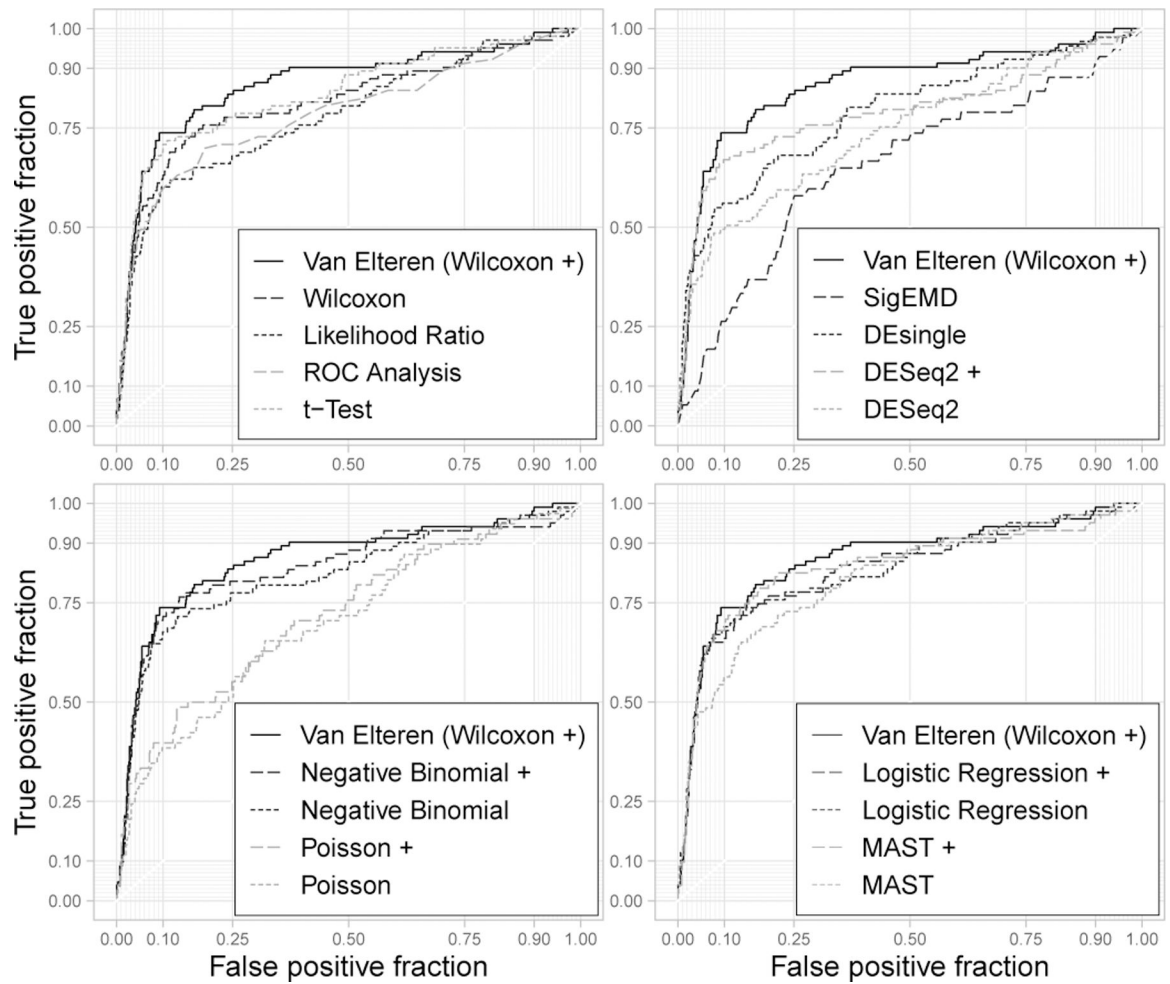 True positive fraction
1.00
0.90
0.75
0.50
0.25
0.10
0.00
Van Elteren (Wilcoxon +)
Wilcoxon
Likelihood Ratio
ROC Analysis
t−Test
0.00 0.10 0.25 0.50 0.75 0.90 1.00
1.00
0.90
0.75
0.50
0.25
0.10
0.00
Van Elteren (Wilcoxon +)
SigEMD
DEsingle
DESeq2 +
DESeq2
0.00 0.10 0.25 0.50 0.75 0.90 1.00
True positive fraction
1.00
0.90
0.75
0.50
0.25
0.10
0.00
Van Elteren (Wilcoxon +)
Negative Binomial +
Negative Binomial
Poisson +
Poisson
0.00 0.10 0.25 0.50 0.75 0.90 1.00
False positive fraction
1.00
0.90
0.75
0.50
0.25
0.10
0.00
Van Elteren (Wilcoxon +)
Logistic Regression +
Logistic Regression
MAST +
MAST
0.00 0.10 0.25 0.50 0.75 0.90 1.00
False positive fraction